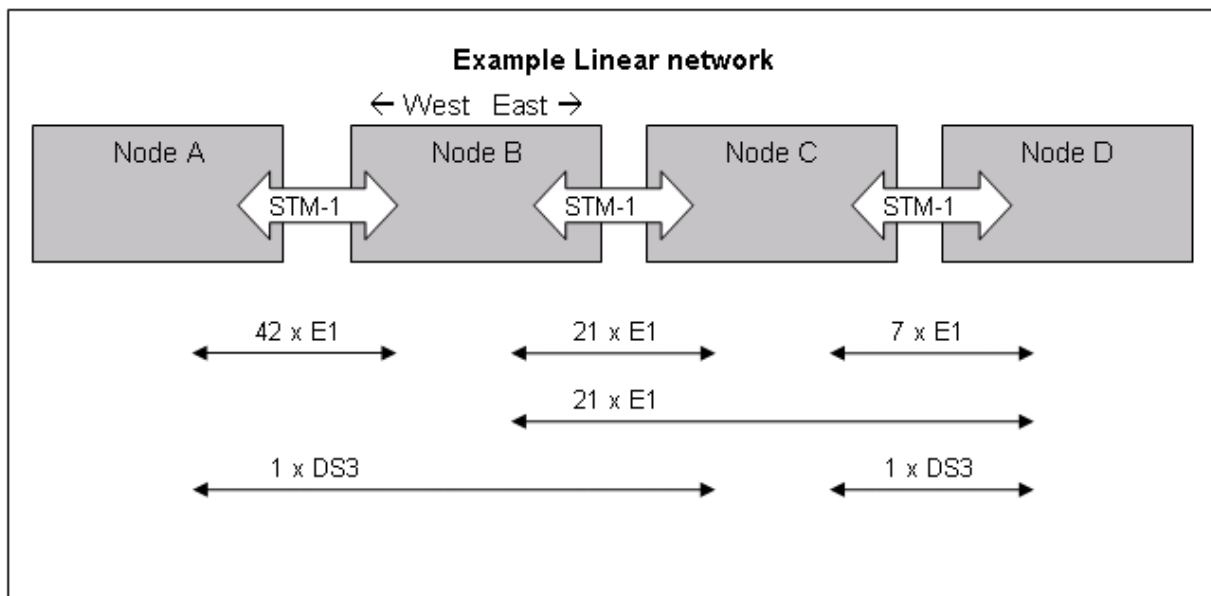 Example Linear network
← West East →
Node A Node B Node C Node D
STM-1 STM-1 STM-1
42 x E1 21 x E1 7 x E1
21 x E1
1 x DS3 1 x DS3